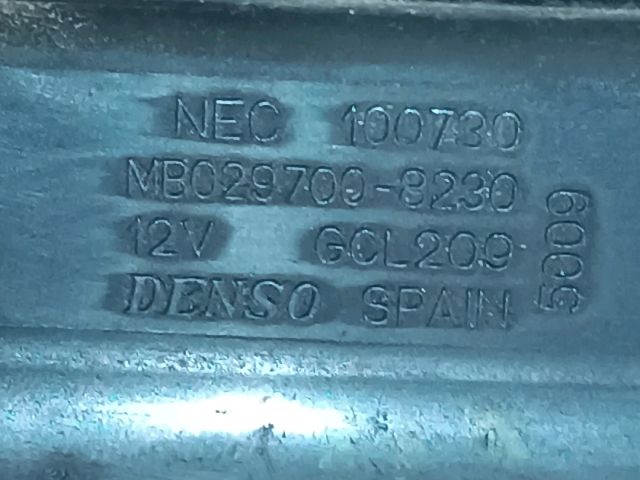 NEC 100730
MB029700-8230
12V GCL209
DENSO SPAIN
5009